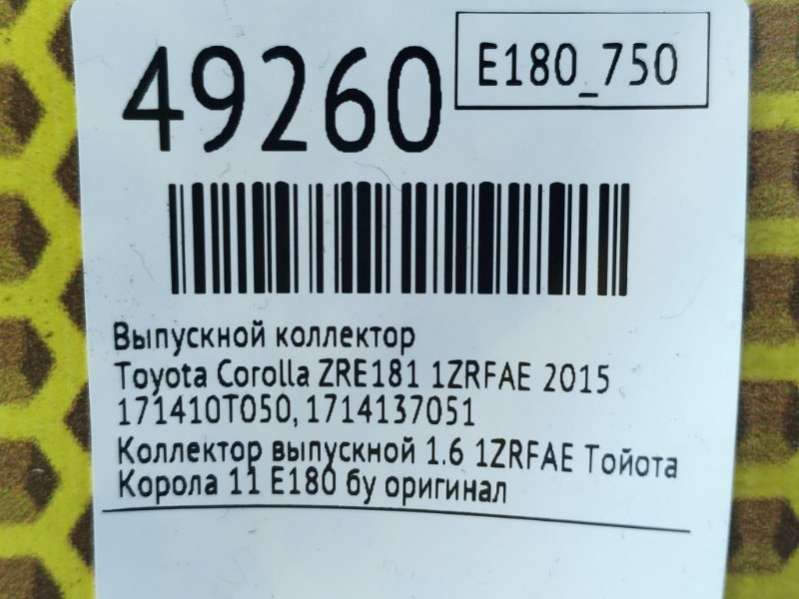 49260
E180_750
Выпускной коллектор
Toyota Corolla ZRE181 1ZRFAE 2015
171410T050, 1714137051
Коллектор выпускной 1.6 1ZRFAE Тойота
Корола 11 E180 бу оригинал